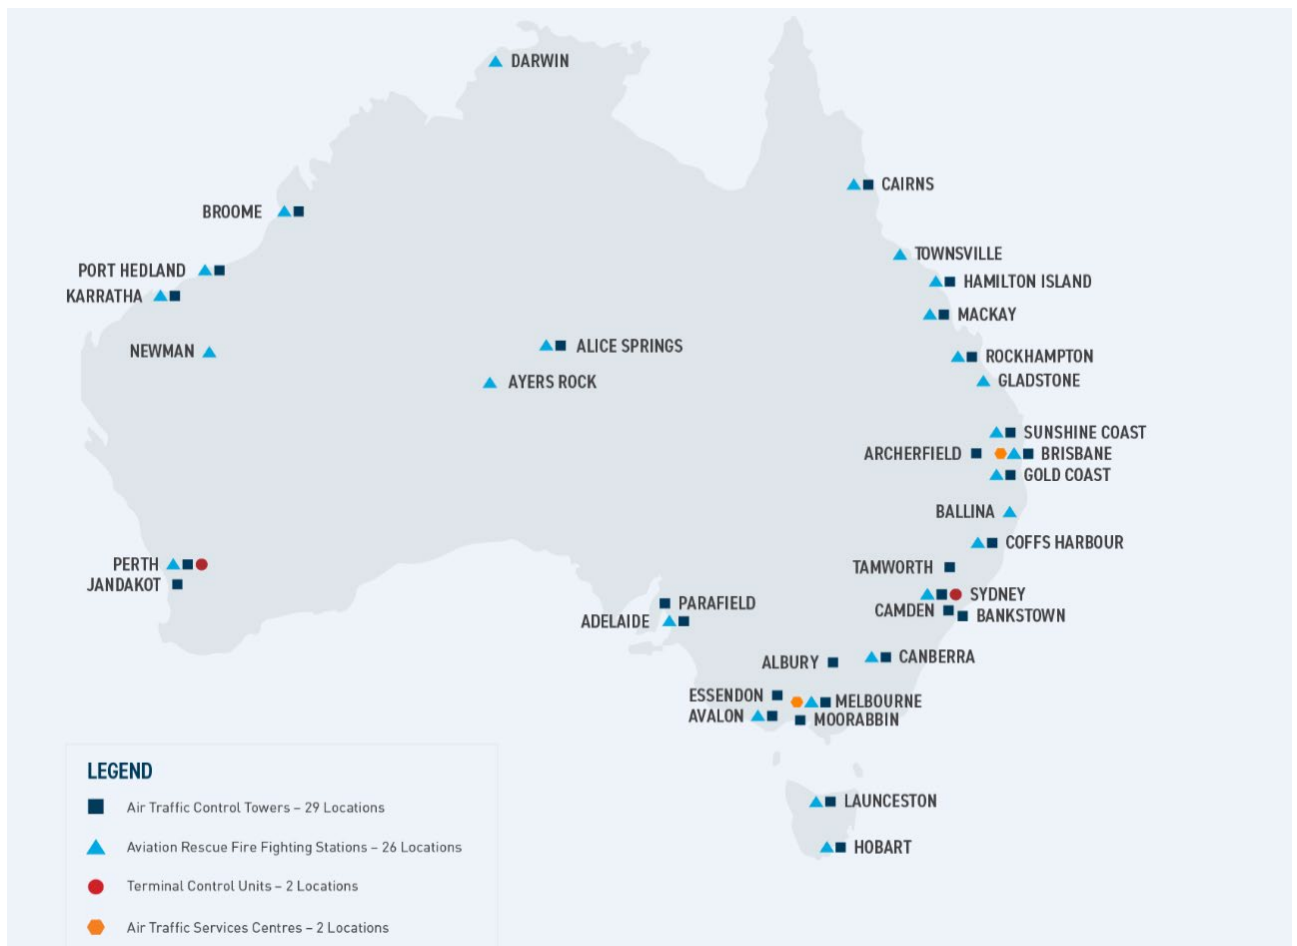 DARWIN
CAIRNS
BROOME
TOWNSVILLE
PORT HEDLAND
HAMILTON ISLAND
KARRATHA
MACKAY
ALICE SPRINGS
NEWMAN
ROCKHAMPTON
AYERS ROCK
GLADSTONE
SUNSHINE COAST
ARCHERFIELD
BRISBANE
GOLD COAST
BALLINA
COFFS HARBOUR
PERTH
TAMWORTH
JANDAKOT
SYDNEY
PARAFIELD
CAMDEN
BANKSTOWN
ADELAIDE
CANBERRA
ALBURY
ESSENDON
MELBOURNE
AVALON
MOORABBIN
LAUNCESTON
HOBART
LEGEND
Air Traffic Control Towers – 29 Locations
Aviation Rescue Fire Fighting Stations – 26 Locations
Terminal Control Units – 2 Locations
Air Traffic Services Centres – 2 Locations